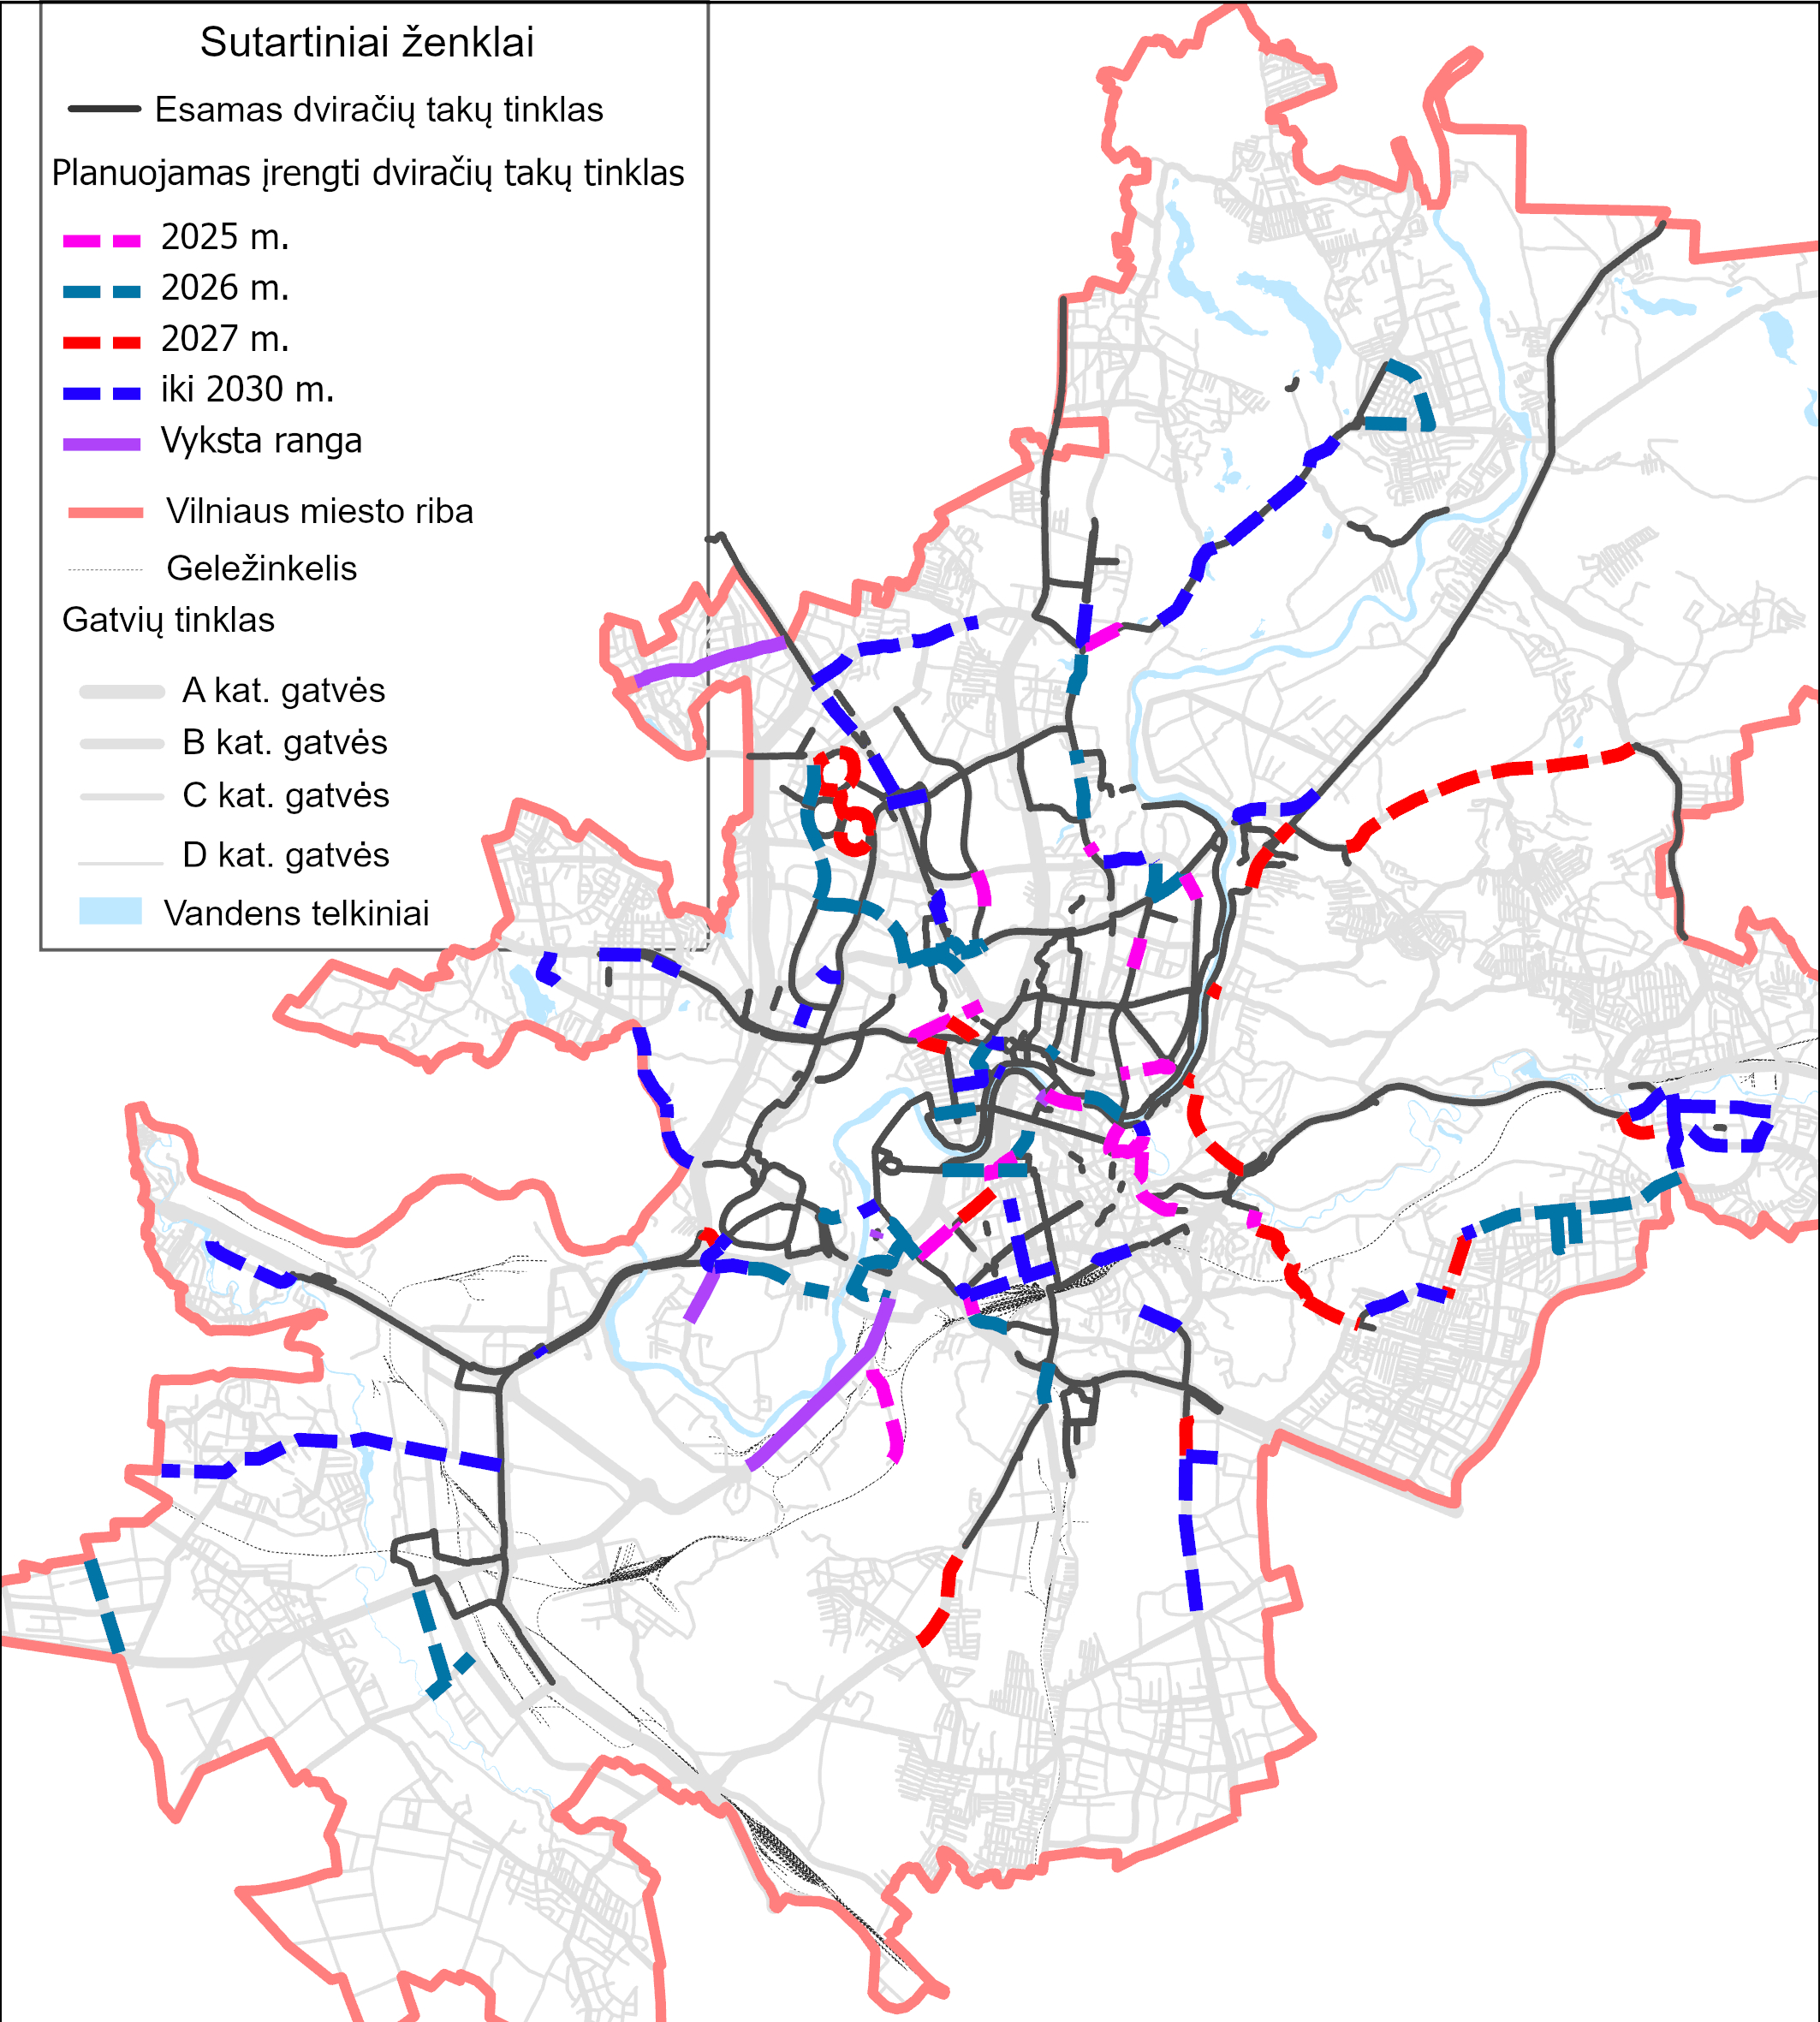 Sutartiniai ženklai
Esamas dviračių takų tinklas
Planuojamas įrengti dviračių takų tinklas
2025 m.
2026 m.
2027 m.
iki 2030 m.
Vyksta ranga
Vilniaus miesto riba
Geležinkelis
Gatvių tinklas
A kat. gatvės
B kat. gatvės
C kat. gatvės
D kat. gatvės
Vandens telkiniai